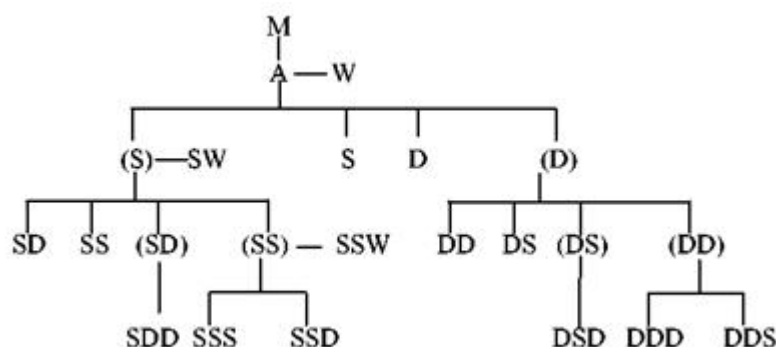 M
A W
(S) SW S D (D)
SD SS (SD) (SS) SSW DD DS (DS) (DD)
SDD SSS SSD DSD DDD DDS